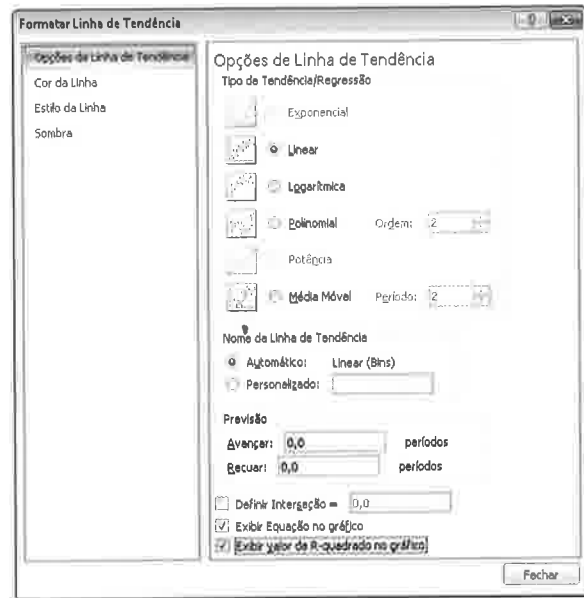 Formatar Linha de Tendência
Opções de Linha de Tendência
Cor da Linha
Estilo da Linha
Sombra
Opções de Linha de Tendência
Tipo de Tendência/Regressão
Exponencial
Linear
Logarítmica
Polinomial Ordem: 2
Potência
Média Móvel Período: 2
Nome da Linha de Tendência
Automático: Linear (Bins)
Personalizado:
Previsão
Avançar: 0,0 períodos
Recuar: 0,0 períodos
Definir Interseção = 0,0
Exibir Equação no gráfico
Exibir valor de R-quadrado no gráfico
Fechar